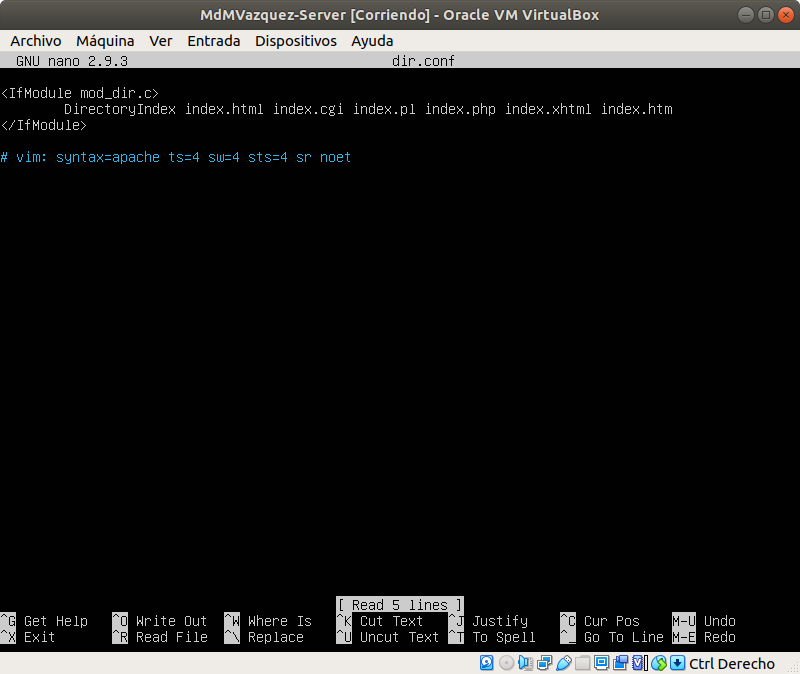 MdMVazquez-Server [Corriendo] - Oracle VM VirtualBox
Archivo Máquina Ver Entrada Dispositivos Ayuda
GNU nano 2.9.3 dir.conf
<IfModule mod_dir.c>
DirectoryIndex index.html index.cgi index.pl index.php index.xhtml index.htm
</IfModule>
# vim: syntax=apache ts=4 sw=4 sts=4 sr noet
[ Read 5 lines ]
^G Get Help ^O Write Out ^W Where Is ^K Cut Text ^J Justify ^C Cur Pos M-U Undo
^X Exit ^R Read File ^\ Replace ^U Uncut Text ^T To Spell ^_ Go To Line M-E Redo
Ctrl Derecho